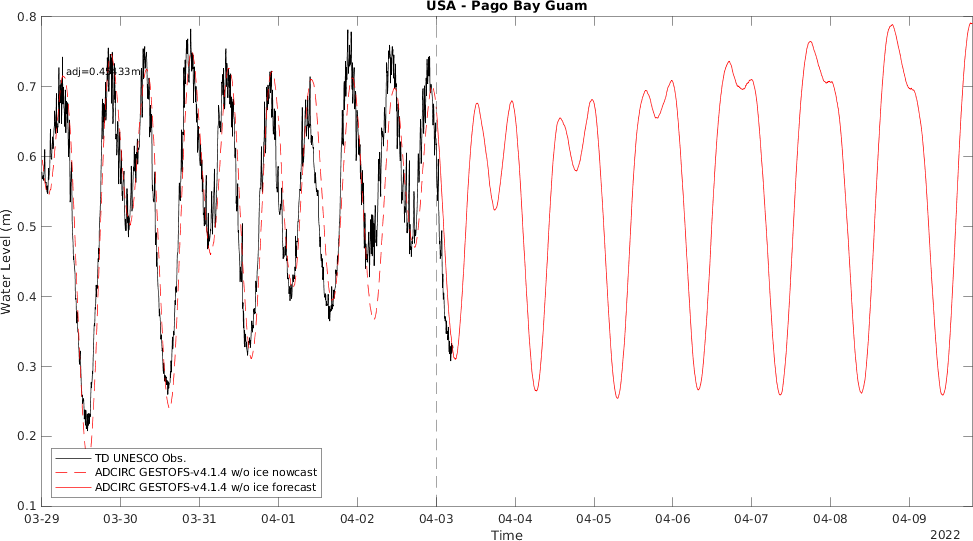 USA - Pago Bay Guam
0.8
0.7
0.6
0.5
0.4
0.3
0.2
0.1
Water Level (m)
TD UNESCO Obs.
ADCIRC GESTOFS-v4.1.4 w/o ice nowcast
ADCIRC GESTOFS-v4.1.4 w/o ice forecast
03-29 03-30 03-31 04-01 04-02 04-03 04-04 04-05 04-06 04-07 04-08 04-09
Time
2022